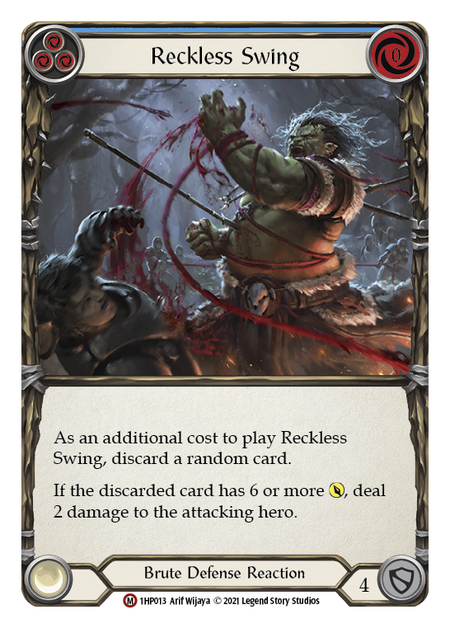 Reckless Swing
0
As an additional cost to play Reckless
Swing, discard a random card.
If the discarded card has 6 or more , deal
2 damage to the attacking hero.
Brute Defense Reaction
4
M 1HP013 Arif Wijaya © 2021 Legend Story Studios